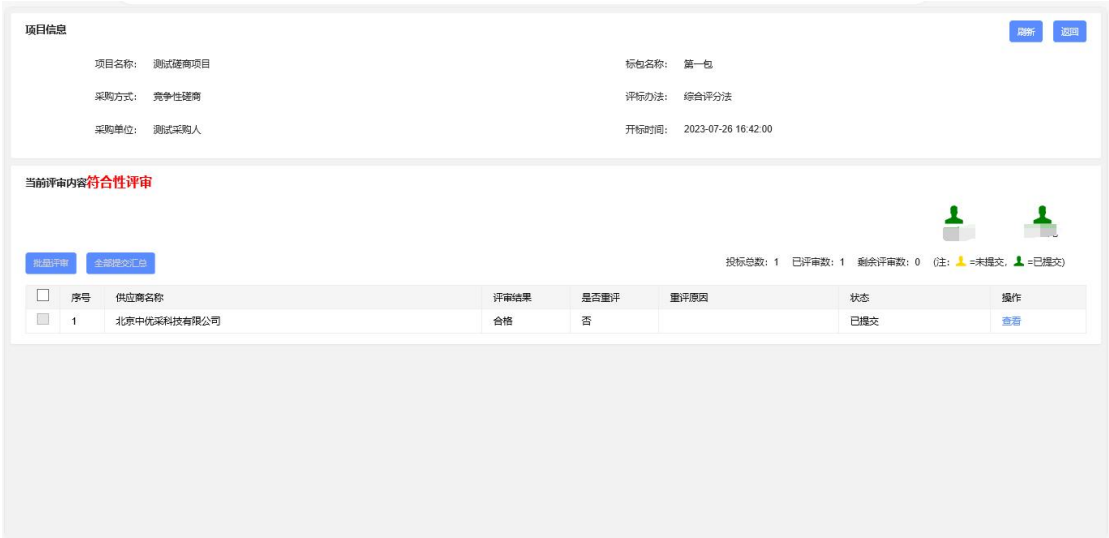 项目信息 刷新 返回
项目名称： 测试磋商项目 标包名称： 第一包
采购方式： 竞争性磋商 评标办法： 综合评分法
采购单位： 测试采购人 开标时间： 2023-07-26 16:42:00
当前评审内容符合性评审
批量评审 全部提交汇总 投标总数：1 已评审数：1 剩余评审数：0 (注： =未提交， =已提交)
序号 供应商名称 评审结果 是否重评 重评原因 状态 操作
1 北京中优采科技有限公司 合格 否 已提交 查看